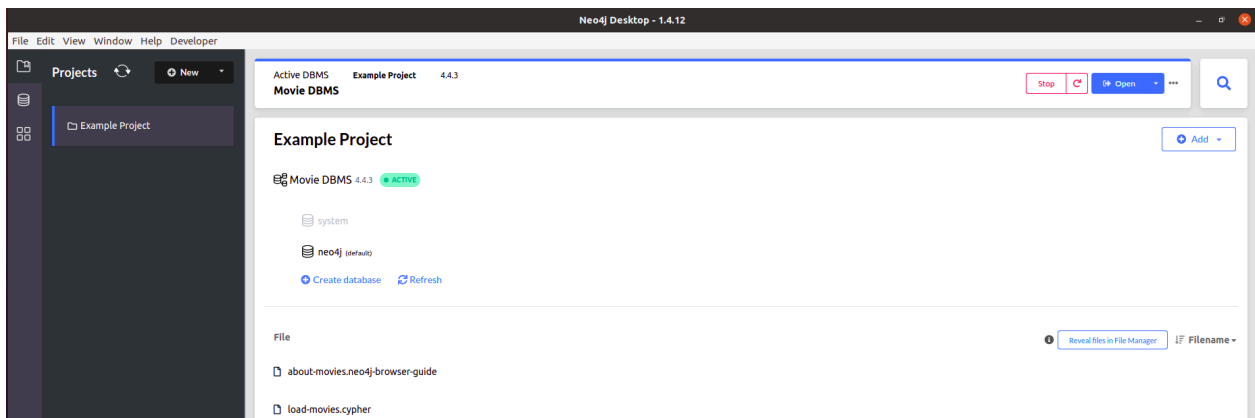 Neo4j Desktop - 1.4.12
File Edit View Window Help Developer
Projects New
Example Project
Active DBMS Example Project 4.4.3
Movie DBMS
Stop Open
Example Project
Add
Movie DBMS 4.4.3 ACTIVE
system
neo4j (default)
Create database Refresh
File Reveal files in File Manager Filename
about-movies.neo4j-browser-guide
load-movies.cypher